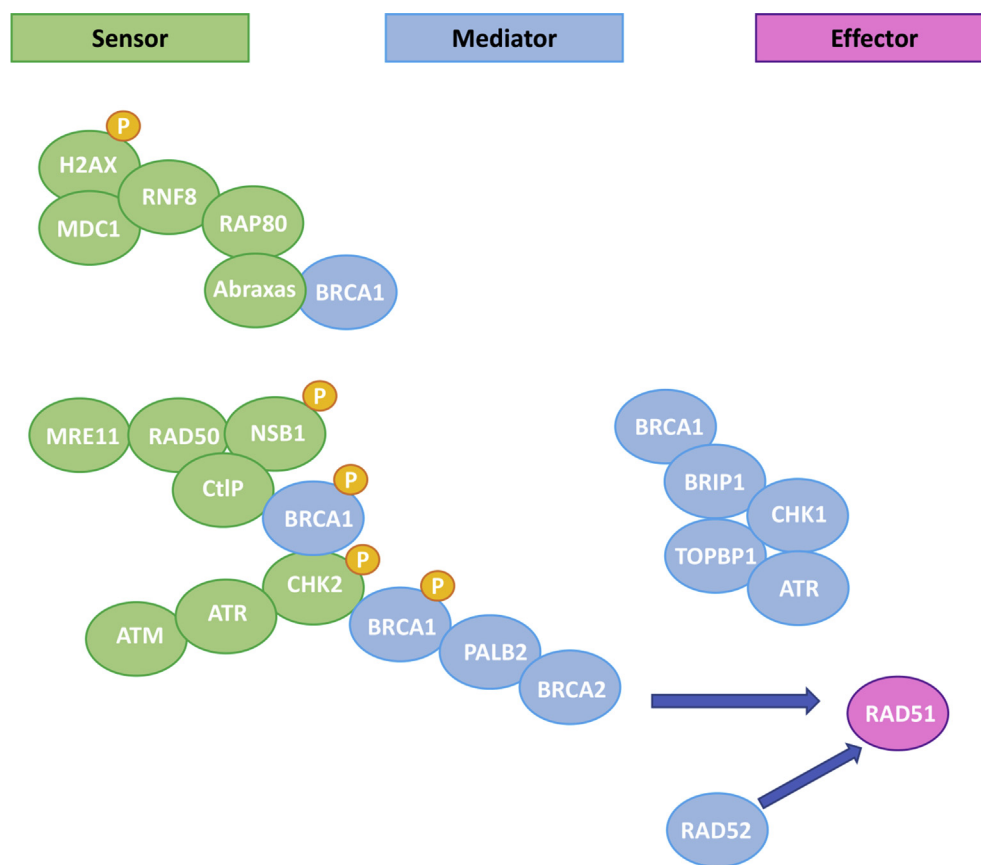 Sensor
Mediator
Effector
P
H2AX
RNF8
MDC1
RAP80
Abraxas
BRCA1
P
MRE11
RAD50
NSB1
CtIP
P
BRCA1
P
CHK2
ATR
ATM
P
BRCA1
PALB2
BRCA2
BRCA1
BRIP1
CHK1
TOPBP1
ATR
RAD51
RAD52